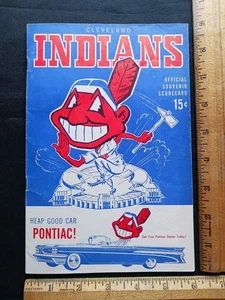 CLEVELAND
INDIANS
OFFICIAL
SOUVENIR
SCORECARD
15¢
HEAP GOOD CAR
PONTIAC!
See Your Pontiac Dealer Today!